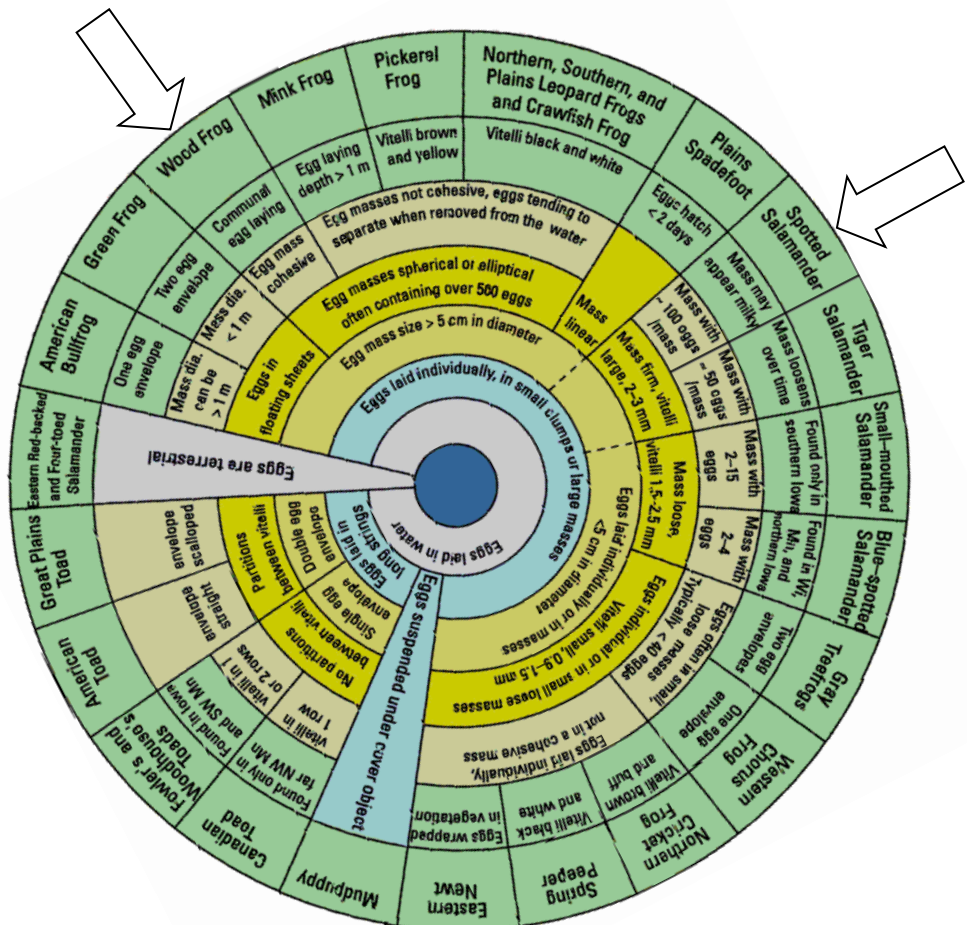 Wood Frog
Mink Frog
Pickerel
Frog
Northern, Southern, and
Plains Leopard Frogs
and Crawfish Frog
Plains
Spadefoot
Spotted
Salamander
Tiger
Salamander
Small-mouthed
Salamander
Blue-spotted
Salamander
Gray
Treefrogs
Western
Chorus
Frog
Northern
Cricket
Frog
Spring
Peeper
Eastern
Newt
Mudpuppy
Canadian
Toad
Fowler's and
Woodhouse's
Toads
American
Toad
Great Plains
Toad
Eastern Red-backed
and Four-toed
Salamander
American
Bullfrog
Green Frog
Communal
egg laying
Egg laying
depth > 1 m
Vitelli brown
and yellow
Vitelli black and white
Eggs hatch
< 2 days
Mass may
appear milky
Mass loosens
over time
Found only in
southern Iowa
Found in WI,
MN, and
northern Iowa
Two egg
envelopes
One egg
envelope
Vitelli brown
and buff
Vitelli black
and white
Eggs wrapped
in vegetation
Found only in
far NW Mn
Found in Iowa
and SW Mn
One egg
envelope
Two egg
envelope
Egg masses not cohesive, eggs tending to
separate when removed from the water
Mass with
~ 100 eggs
/mass
Mass with
~ 50 eggs
/mass
Mass with
2-15
eggs
Mass with
2-4
eggs
Eggs often in small,
loose masses
Typically < 40 eggs
Eggs laid individually,
not in a cohesive mass
vitelli in
1 row
vitelli in 1
or 2 rows
straight
envelope
scalloped
envelope
Mass dia.
can be
> 1 m
Mass dia.
< 1 m
Egg mass
cohesive
Egg masses spherical or elliptical
often containing over 500 eggs
Mass
linear
Mass firm, vitelli
large, 2-3 mm
Mass loose,
vitelli 1.5-2.5 mm
Eggs individual or in small loose masses
Vitelli small, 0.9-1.5 mm
No partitions
between vitelli
Partitions
between vitelli
Eggs in
floating sheets
Egg mass size > 5 cm in diameter
Eggs laid individually or in masses
<5 cm in diameter
Single egg
envelope
Double egg
envelope
Eggs laid individually, in small clumps or large masses
Eggs suspended under cover object
Eggs laid in
long strings
Eggs laid in water
Eggs are terrestrial